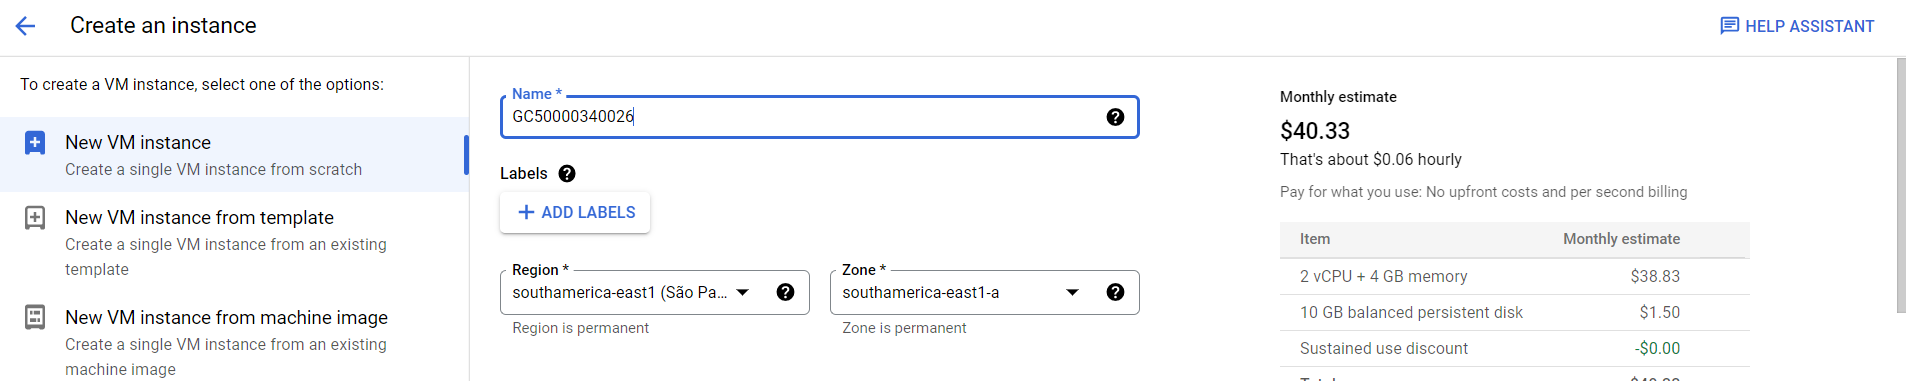 Create an instance
HELP ASSISTANT
To create a VM instance, select one of the options:
New VM instance
Create a single VM instance from scratch
New VM instance from template
Create a single VM instance from an existing
template
New VM instance from machine image
Create a single VM instance from an existing
machine image
Name *
GC50000340026
Labels
ADD LABELS
Region *
southamerica-east1 (São Pa...
Region is permanent
Zone *
southamerica-east1-a
Zone is permanent
Monthly estimate
$40.33
That's about $0.06 hourly
Pay for what you use: No upfront costs and per second billing
Item Monthly estimate
2 vCPU + 4 GB memory $38.83
10 GB balanced persistent disk $1.50
Sustained use discount -$0.00